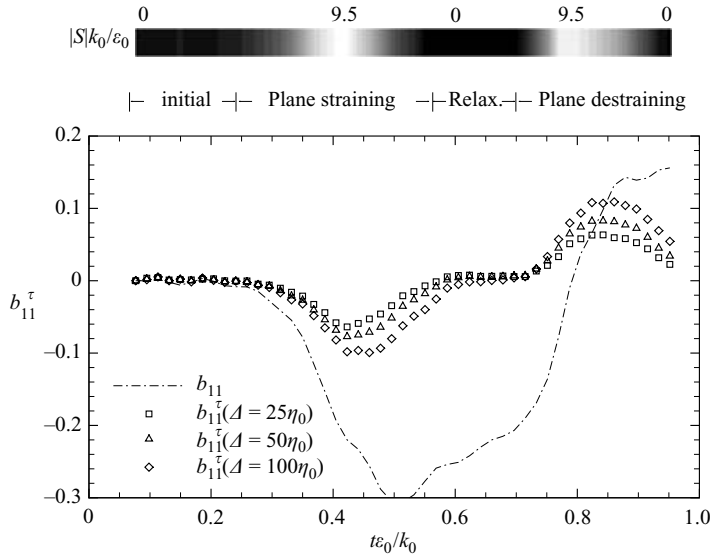 0 9.5 0 9.5 0
|S|k₀/ε₀
initial Plane straining Relax. Plane destraining
0.2
0.1
0
−0.1
−0.2
−0.3
b₁₁^τ
b₁₁
b₁₁^τ(Δ = 25η₀)
b₁₁^τ(Δ = 50η₀)
b₁₁^τ(Δ = 100η₀)
0 0.2 0.4 0.6 0.8 1.0
tε₀/k₀